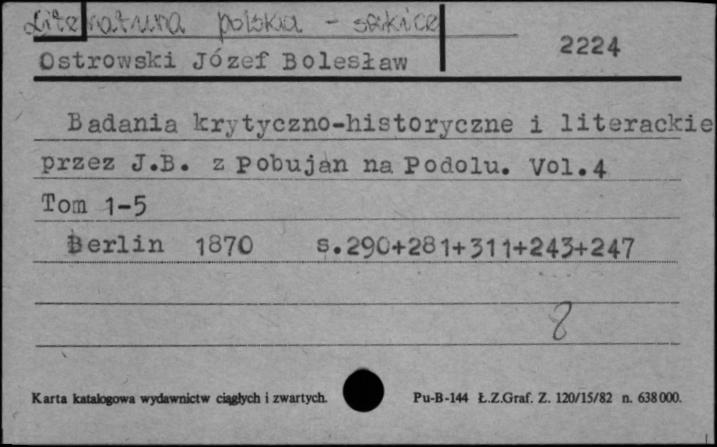 Literatura polska - szkice
Ostrowski Józef Bolesław 2224
Badania krytyczno-historyczne i literackie
przez J.B. z Pobujan na Podolu. Vol.4
Tom 1-5
Berlin 1870 s.290+281+311+243+247
8
Karta katalogowa wydawnictw ciągłych i zwartych. Pu-B-144 Ł.Z.Graf. Z. 120/15/82 n. 638000.